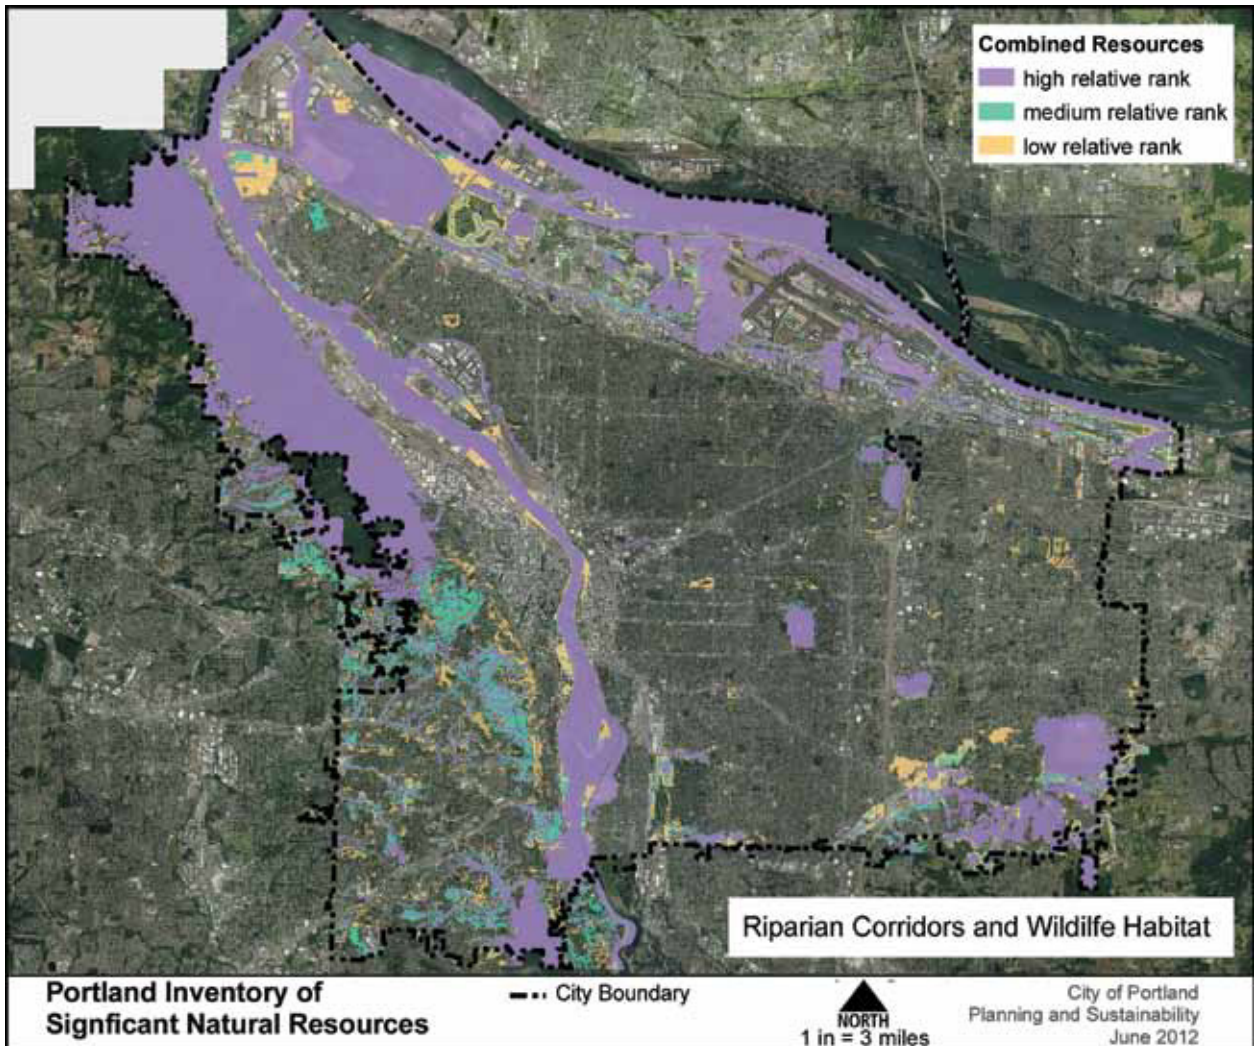 Combined Resources
high relative rank
medium relative rank
low relative rank
Riparian Corridors and Wildilfe Habitat
Portland Inventory of
Signficant Natural Resources
City Boundary
NORTH
1 in = 3 miles
City of Portland
Planning and Sustainability
June 2012